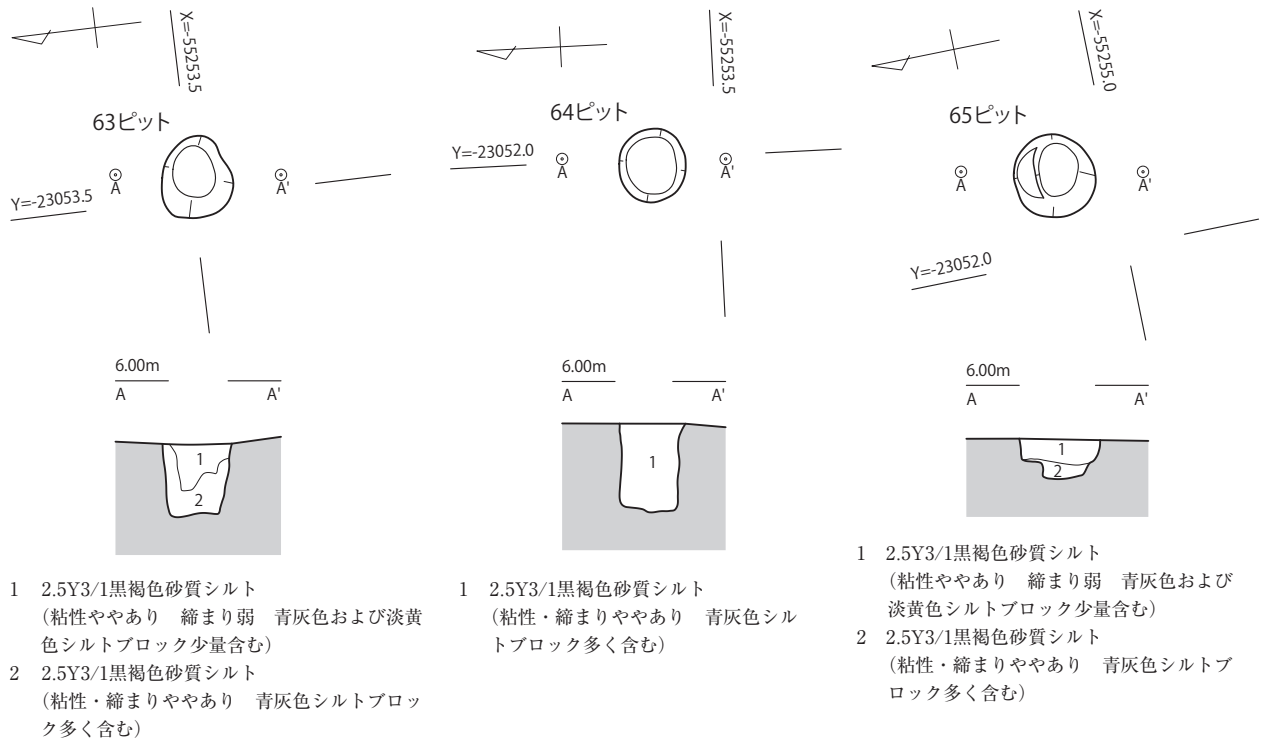 X=-55253.5
63ピット
A
A'
Y=-23053.5
6.00m
A
A'
1
2
1 2.5Y3/1黒褐色砂質シルト
(粘性ややあり 締まり弱 青灰色および淡黄
色シルトブロック少量含む)
2 2.5Y3/1黒褐色砂質シルト
(粘性・締まりややあり 青灰色シルトブロッ
ク多く含む)
X=-55253.5
64ピット
Y=-23052.0
A
A'
6.00m
A
A'
1
1 2.5Y3/1黒褐色砂質シルト
(粘性・締まりややあり 青灰色シル
トブロック多く含む)
X=-55255.0
65ピット
A
A'
Y=-23052.0
6.00m
A
A'
1
2
1 2.5Y3/1黒褐色砂質シルト
(粘性ややあり 締まり弱 青灰色および
淡黄色シルトブロック少量含む)
2 2.5Y3/1黒褐色砂質シルト
(粘性・締まりややあり 青灰色シルトブ
ロック多く含む)